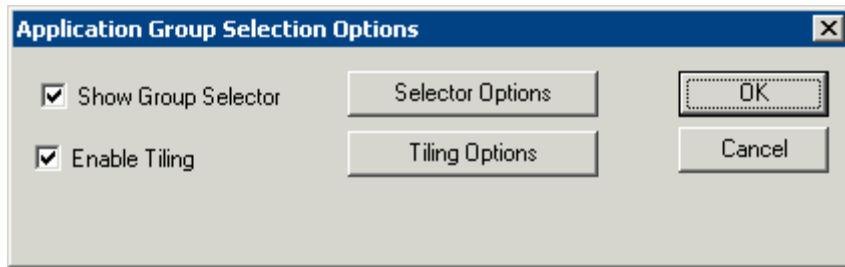 Application Group Selection Options
Show Group Selector
Selector Options
OK
Enable Tiling
Tiling Options
Cancel